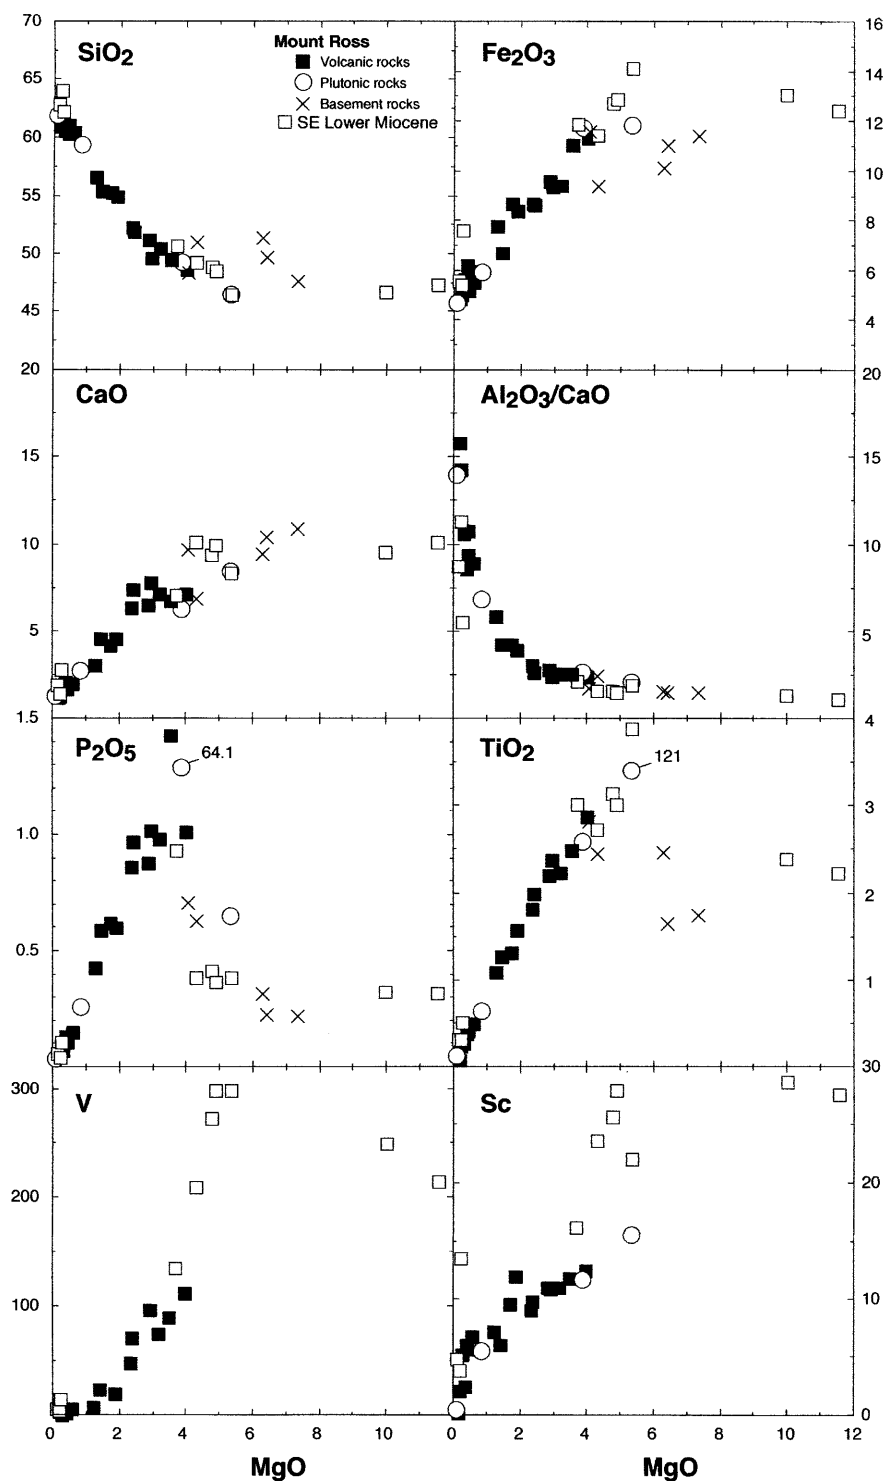 SiO2
Mount Ross
Volcanic rocks
Plutonic rocks
Basement rocks
SE Lower Miocene
70
65
60
55
50
45
20
Fe2O3
16
14
12
10
8
6
4
20
CaO
15
10
5
1.5
Al2O3/CaO
15
10
5
4
P2O5
64.1
1.0
0.5
TiO2
121
3
2
1
30
V
300
200
100
Sc
20
10
0
0 2 4 6 8 10
0 2 4 6 8 10 12
MgO
MgO